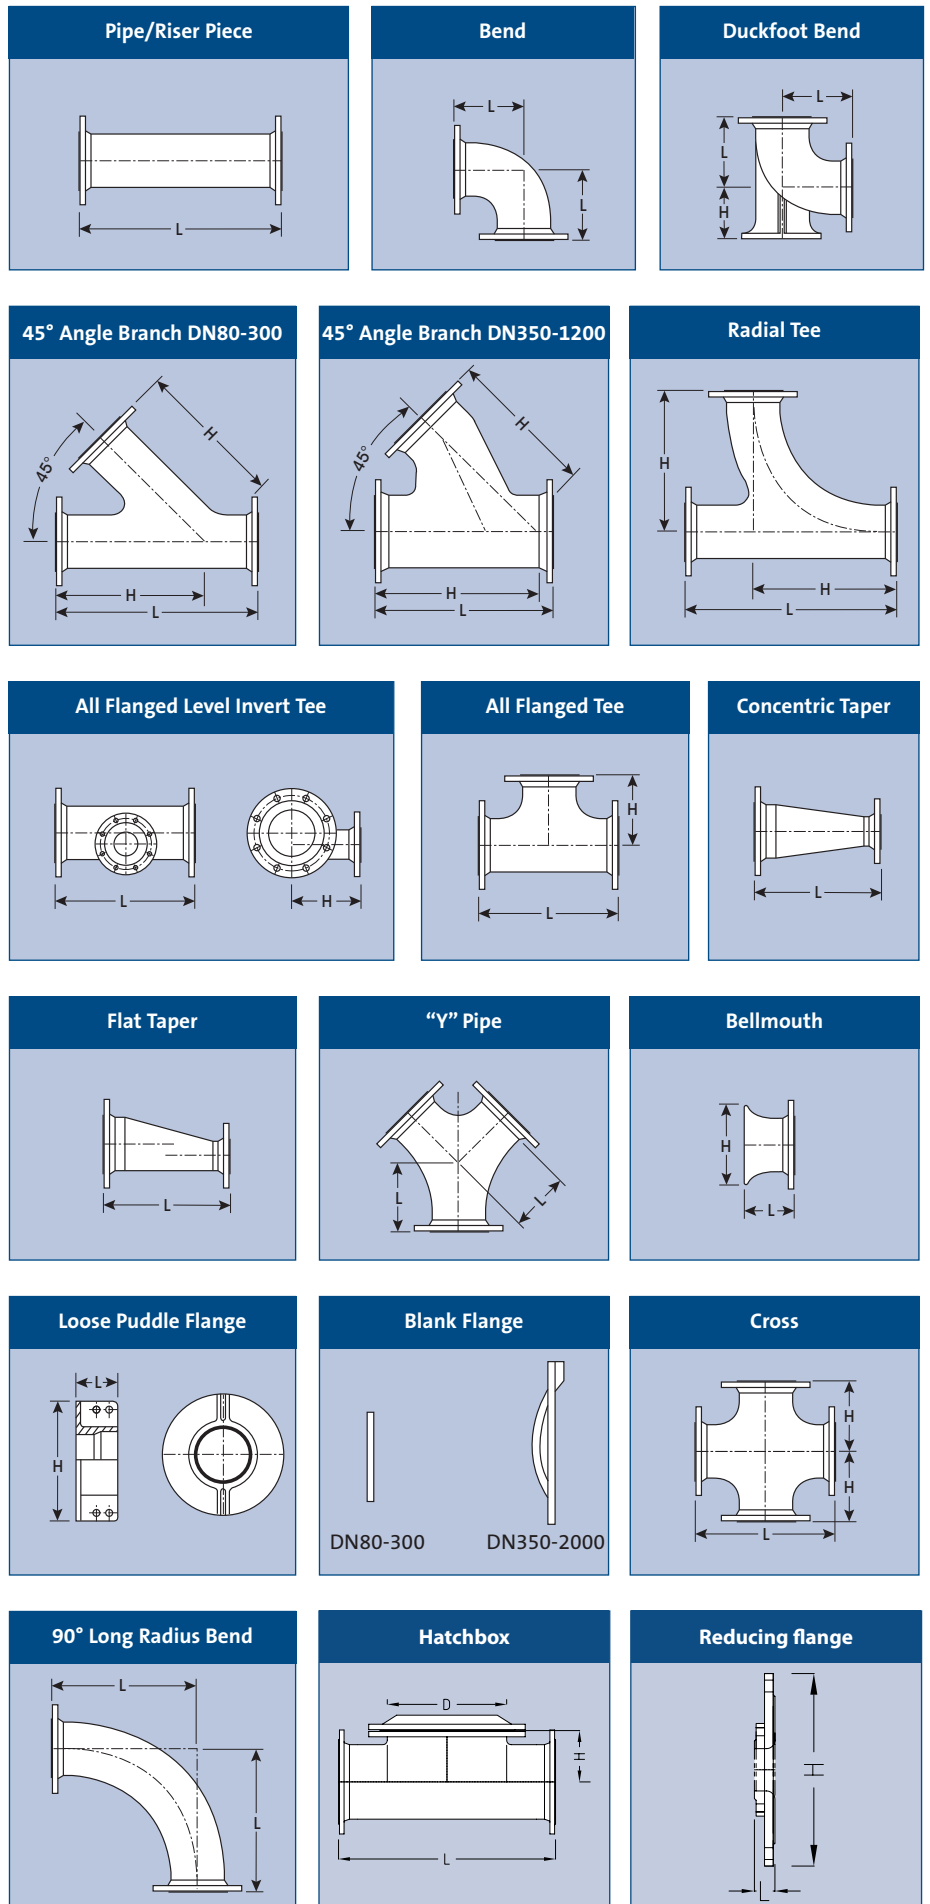 Pipe/Riser Piece
L
Bend
L
L
Duckfoot Bend
L
L
H
45° Angle Branch DN80-300
45°
H
H
L
45° Angle Branch DN350-1200
45°
H
H
L
Radial Tee
H
H
L
All Flanged Level Invert Tee
L
H
All Flanged Tee
H
L
Concentric Taper
L
Flat Taper
L
“Y” Pipe
L
L
Bellmouth
H
L
Loose Puddle Flange
L
H
Blank Flange
DN80-300
DN350-2000
Cross
H
H
L
90° Long Radius Bend
L
L
Hatchbox
D
H
L
Reducing flange
H
L